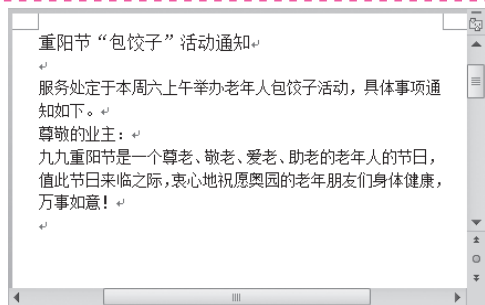 重阳节“包饺子”活动通知
服务处定于本周六上午举办老年人包饺子活动，具体事项通
知如下。
尊敬的业主：
九九重阳节是一个尊老、敬老、爱老、助老的老年人的节日，
值此节日来临之际，衷心地祝愿奥园的老年朋友们身体健康，
万事如意！